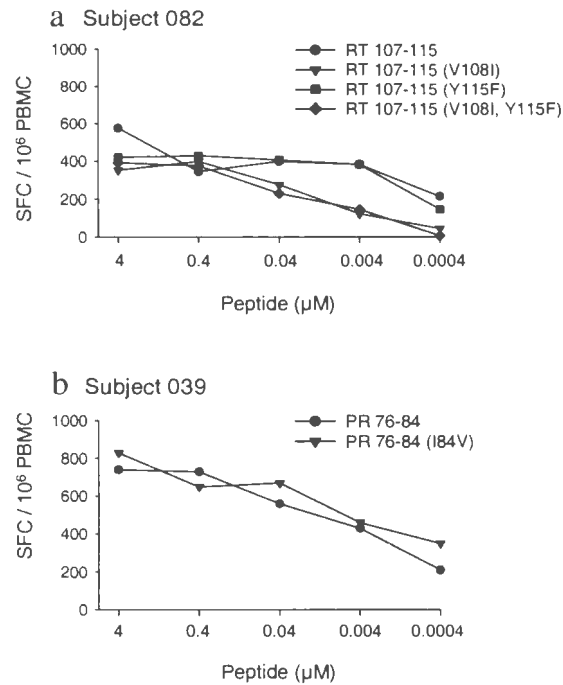 a Subject 082
1000
800
600
400
200
0
SFC / 10⁶ PBMC
RT 107-115
RT 107-115 (V108I)
RT 107-115 (Y115F)
RT 107-115 (V108I, Y115F)
4 0.4 0.04 0.004 0.0004
Peptide (µM)
b Subject 039
1000
800
600
400
200
0
SFC / 10⁶ PBMC
PR 76-84
PR 76-84 (I84V)
4 0.4 0.04 0.004 0.0004
Peptide (µM)